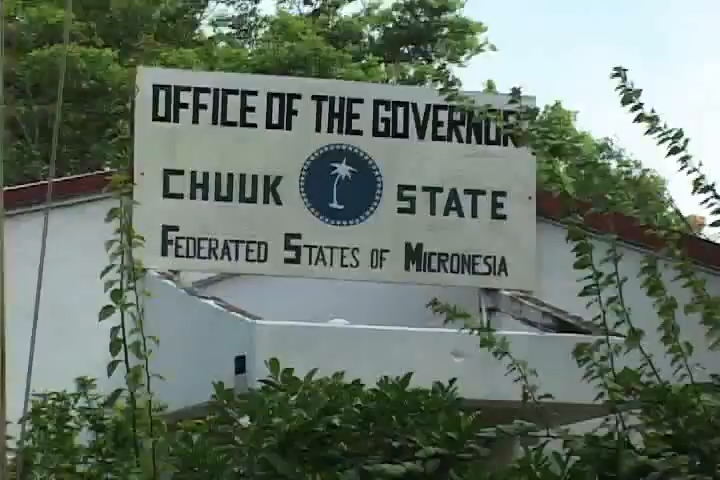 OFFICE OF THE GOVERNOR
CHUUK STATE
FEDERATED STATES OF MICRONESIA